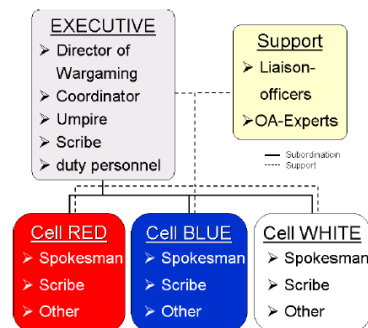 EXECUTIVE
➢ Director of
Wargaming
➢ Coordinator
➢ Umpire
➢ Scribe
➢ duty personnel
Support
➢ Liaison-
officers
➢ OA-Experts
Subordination
Support
Cell RED
➢ Spokesman
➢ Scribe
➢ Other
Cell BLUE
➢ Spokesman
➢ Scribe
➢ Other
Cell WHITE
➢ Spokesman
➢ Scribe
➢ Other